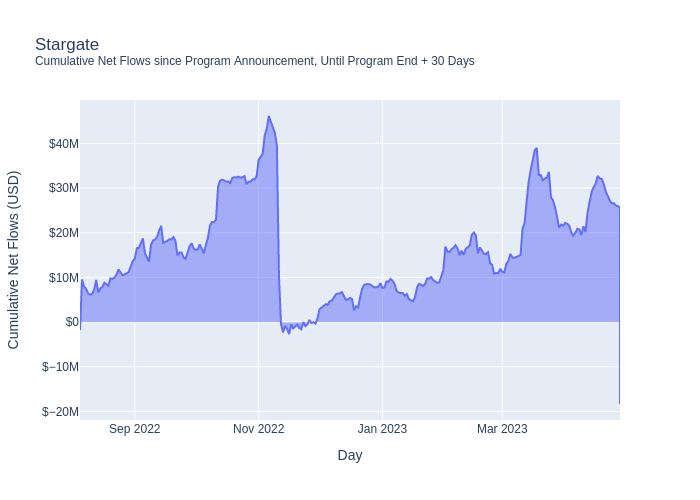 Stargate
Cumulative Net Flows since Program Announcement, Until Program End + 30 Days
Cumulative Net Flows (USD)
$40M
$30M
$20M
$10M
$0
$−10M
$−20M
Sep 2022 Nov 2022 Jan 2023 Mar 2023
Day